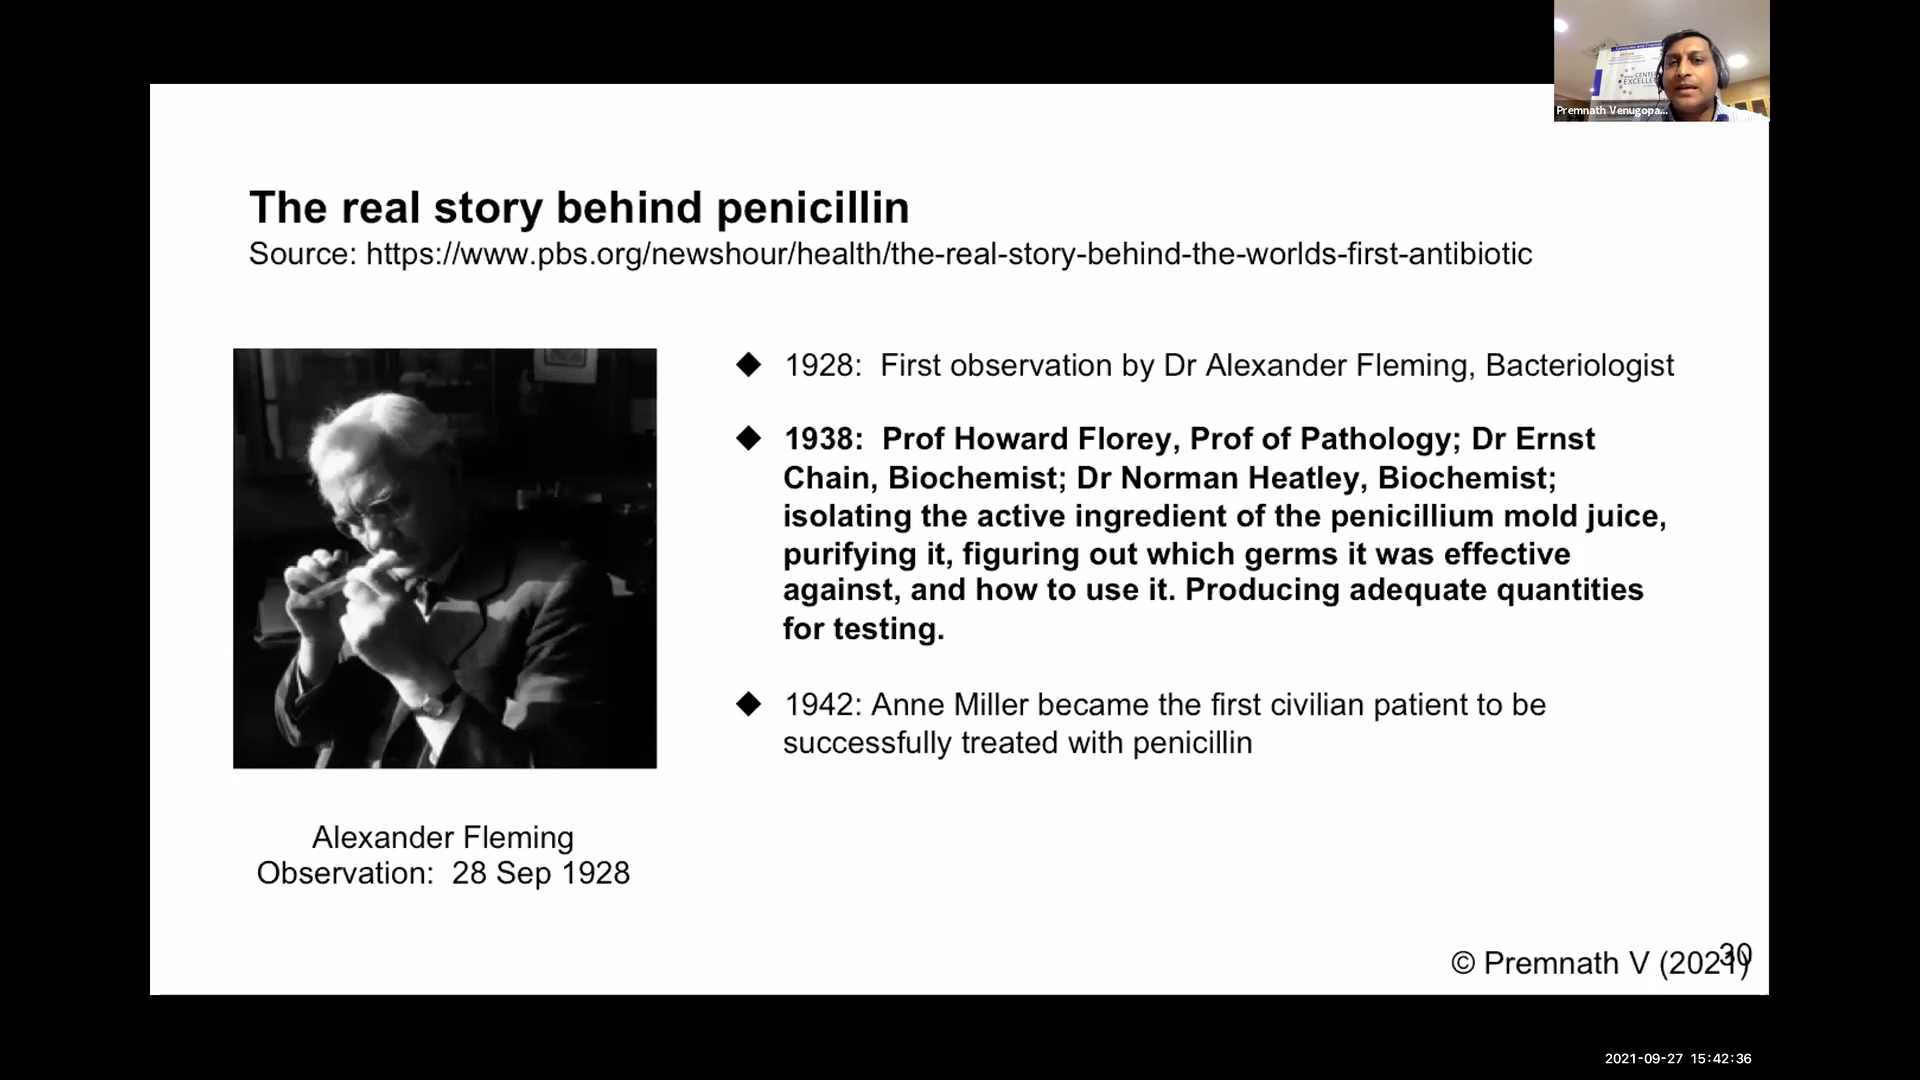 CENTE
EXCELLE
Premnath Venugopa...
The real story behind penicillin
Source: https://www.pbs.org/newshour/health/the-real-story-behind-the-worlds-first-antibiotic
◆ 1928:  First observation by Dr Alexander Fleming, Bacteriologist
◆ 1938:  Prof Howard Florey, Prof of Pathology; Dr Ernst
Chain, Biochemist; Dr Norman Heatley, Biochemist;
isolating the active ingredient of the penicillium mold juice,
purifying it, figuring out which germs it was effective
against, and how to use it. Producing adequate quantities
for testing.
◆ 1942: Anne Miller became the first civilian patient to be
successfully treated with penicillin
Alexander Fleming
Observation:  28 Sep 1928
30
© Premnath V (2021)
2021-09-27 15:42:36